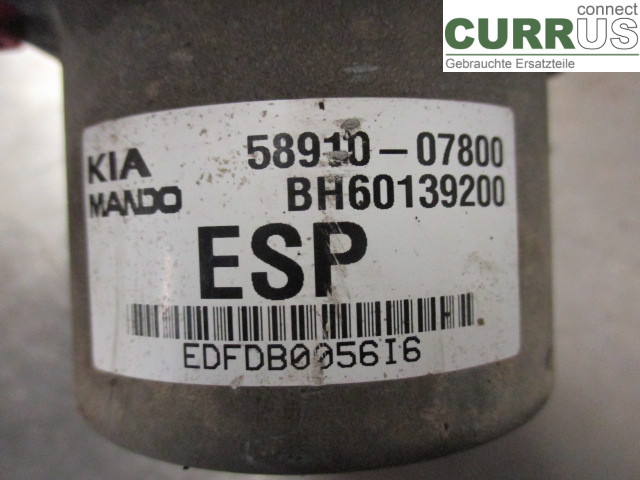 connect
CURRUS
Gebrauchte Ersatzteile
KIA 58910-07800
MANDO BH60139200
ESP
EDFDB0056I6